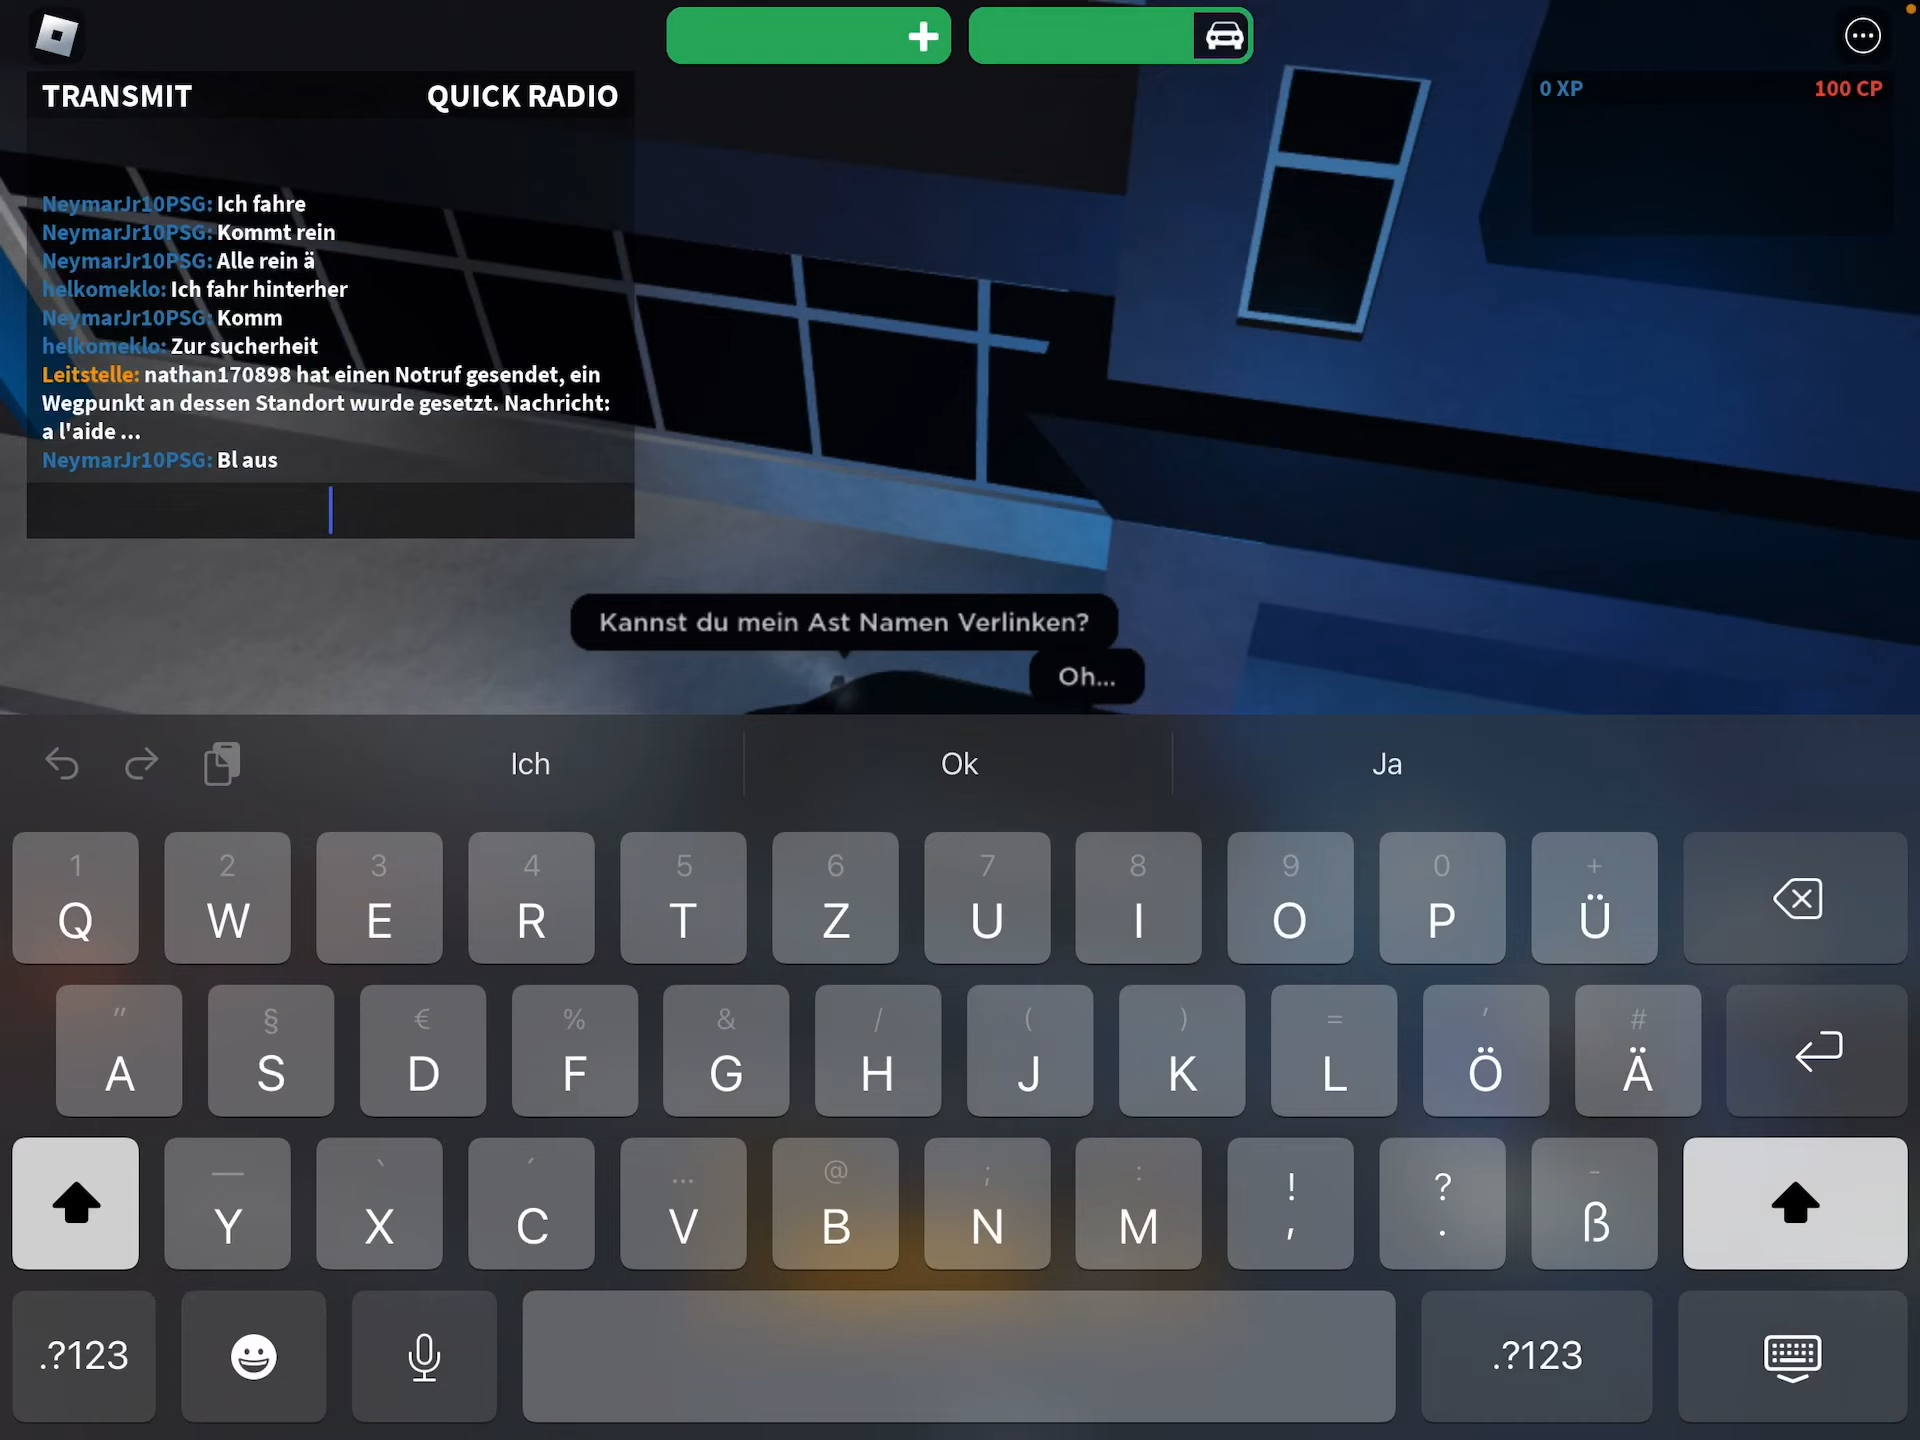 TRANSMIT QUICK RADIO
0 XP 100 CP
NeymarJr10PSG: Ich fahre
NeymarJr10PSG: Kommt rein
NeymarJr10PSG: Alle rein ä
helkomeklo: Ich fahr hinterher
NeymarJr10PSG: Komm
helkomeklo: Zur sucherheit
Leitstelle: nathan170898 hat einen Notruf gesendet, ein
Wegpunkt an dessen Standort wurde gesetzt. Nachricht:
a l'aide ...
NeymarJr10PSG: Bl aus
Kannst du mein Ast Namen Verlinken?
Oh...
Ich Ok Ja
1 2 3 4 5 6 7 8 9 0 +
Q W E R T Z U I O P Ü
" § € % & / ( ) = ' #
A S D F G H J K L Ö Ä
— ` ´ ... @ ; : ! ? -
Y X C V B N M , . ß
.?123 .?123